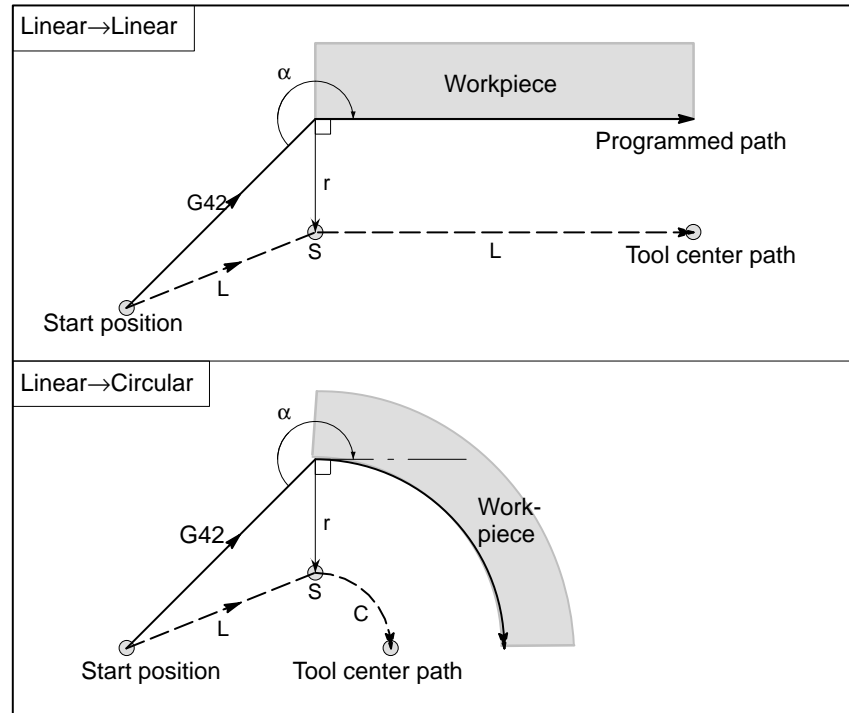 Linear→Linear
α
Workpiece
Programmed path
G42
r
S
L
L
Tool center path
Start position
Linear→Circular
α
Work-
piece
G42
r
S
C
L
Start position
Tool center path